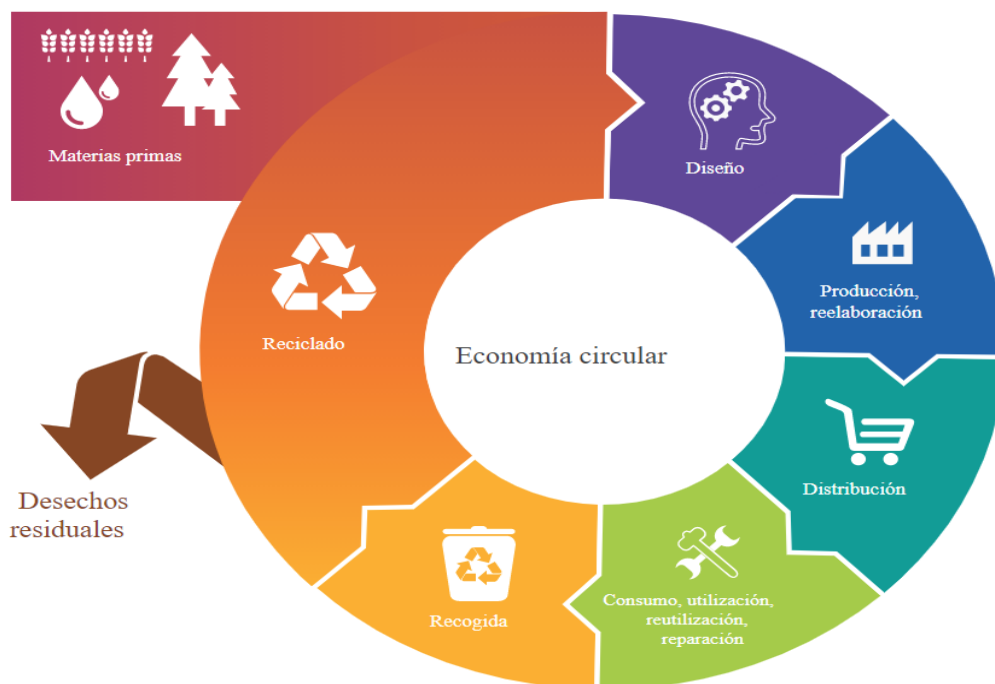 Materias primas
Diseño
Producción,
reelaboración
Distribución
Consumo, utilización,
reutilización,
reparación
Recogida
Reciclado
Desechos
residuales
Economía circular